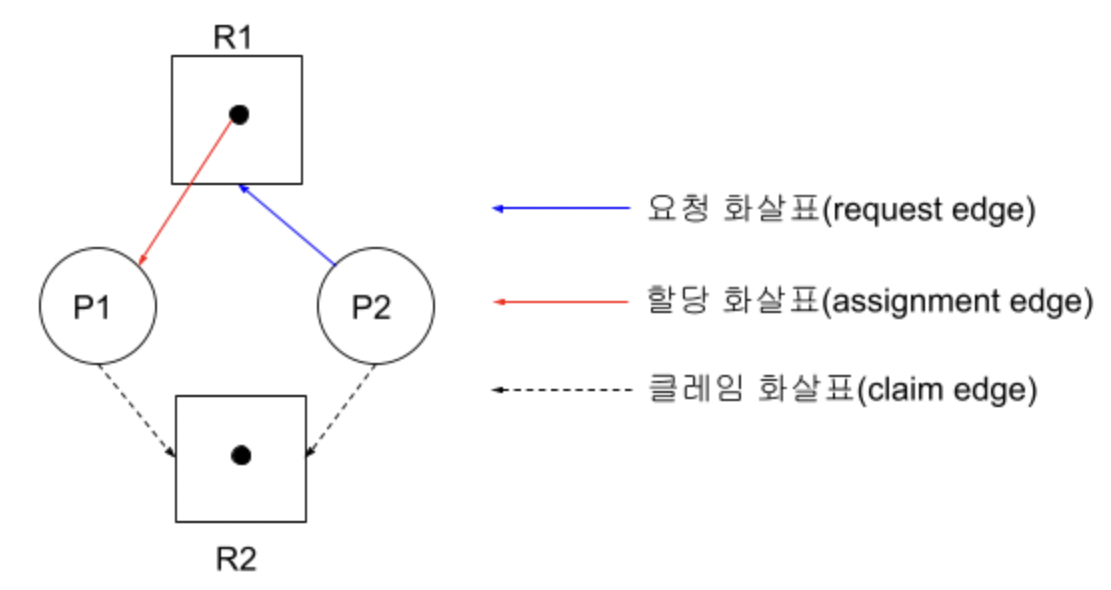 R1
요청 화살표(request edge)
할당 화살표(assignment edge)
P1
P2
클레임 화살표(claim edge)
R2